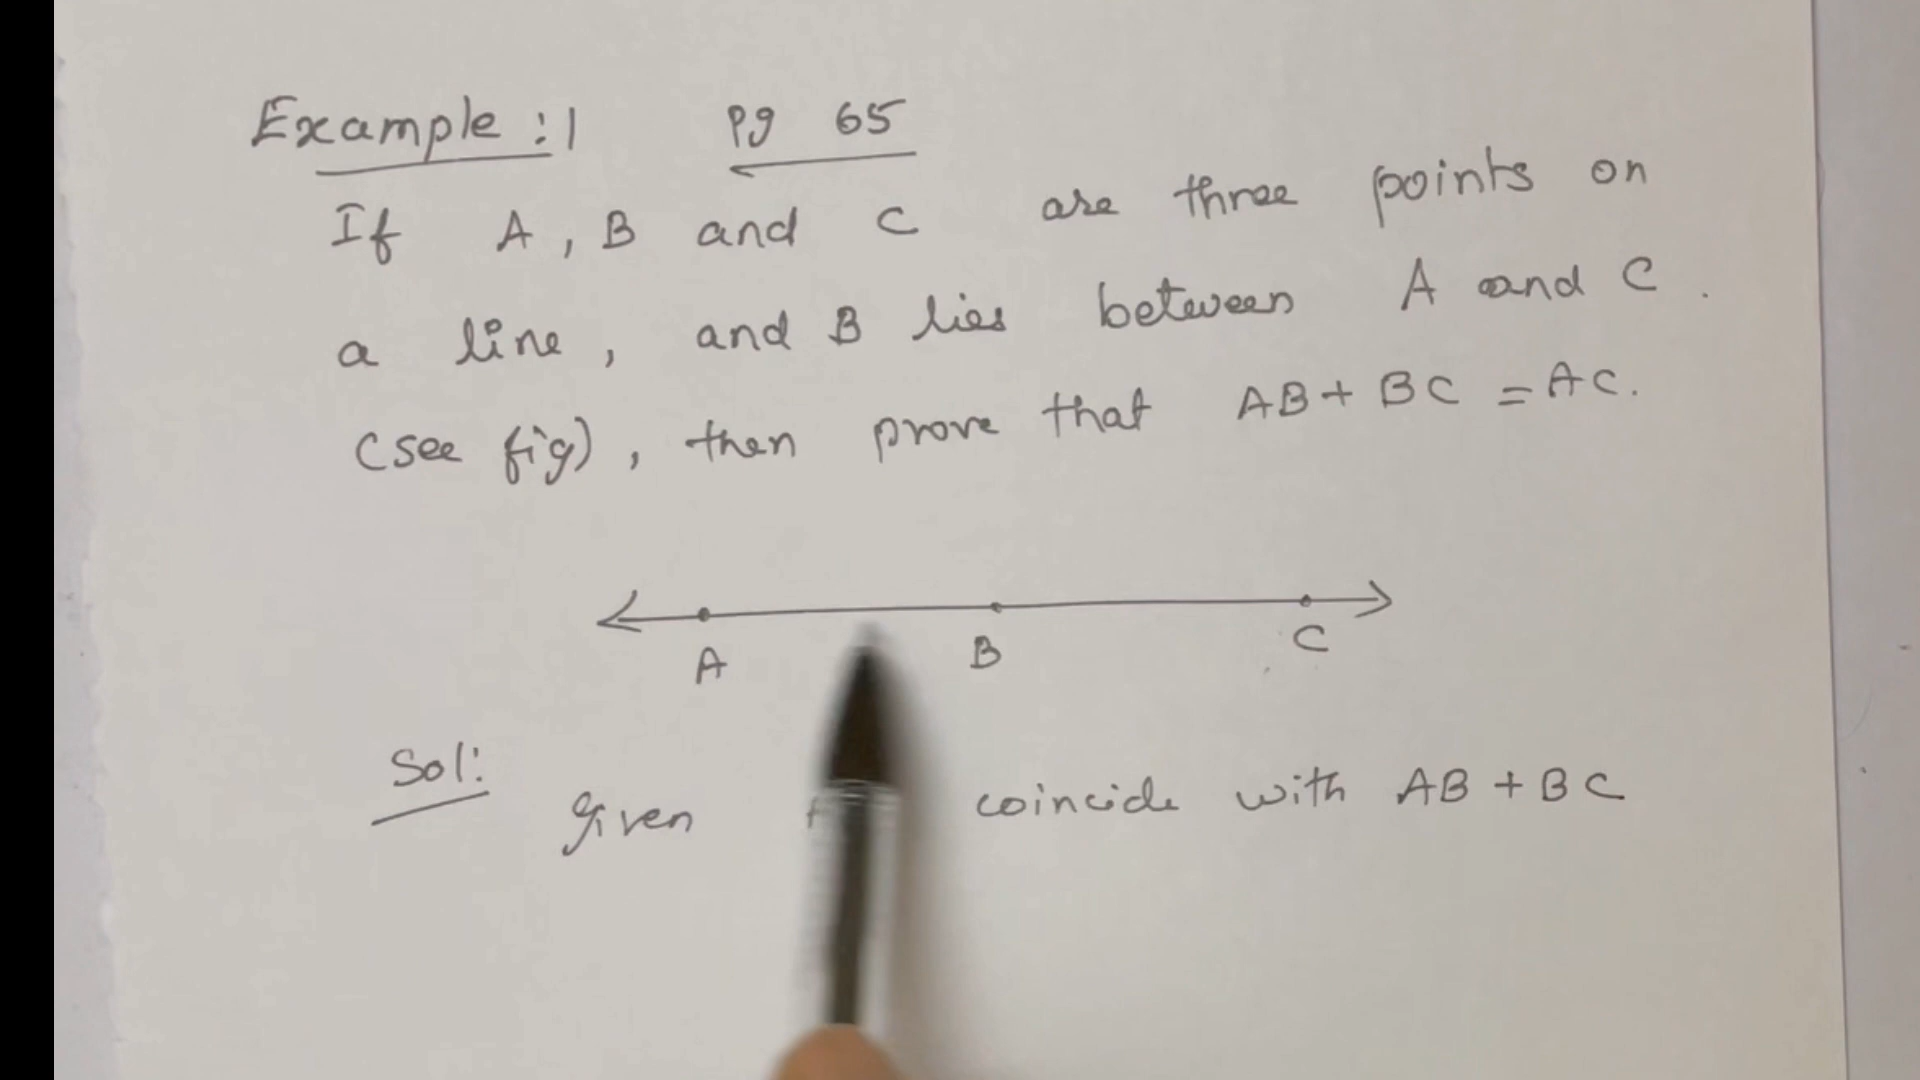 Example : 1 Pg 65
If A, B and C are three points on
a line, and B lies between A and C.
(see fig), then prove that AB + BC = AC.
A B C
Sol:
Given coincide with AB + BC